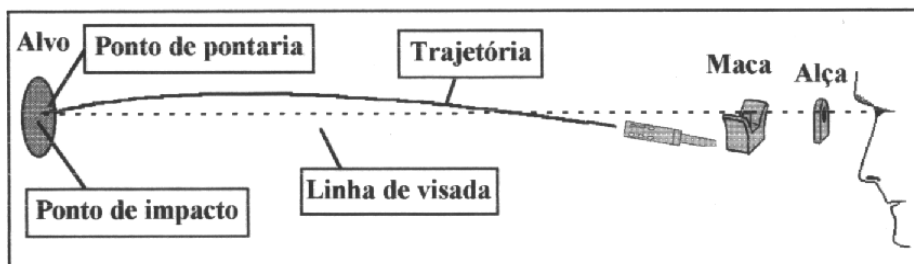 Alvo
Ponto de pontaria
Trajetória
Maca
Alça
Linha de visada
Ponto de impacto